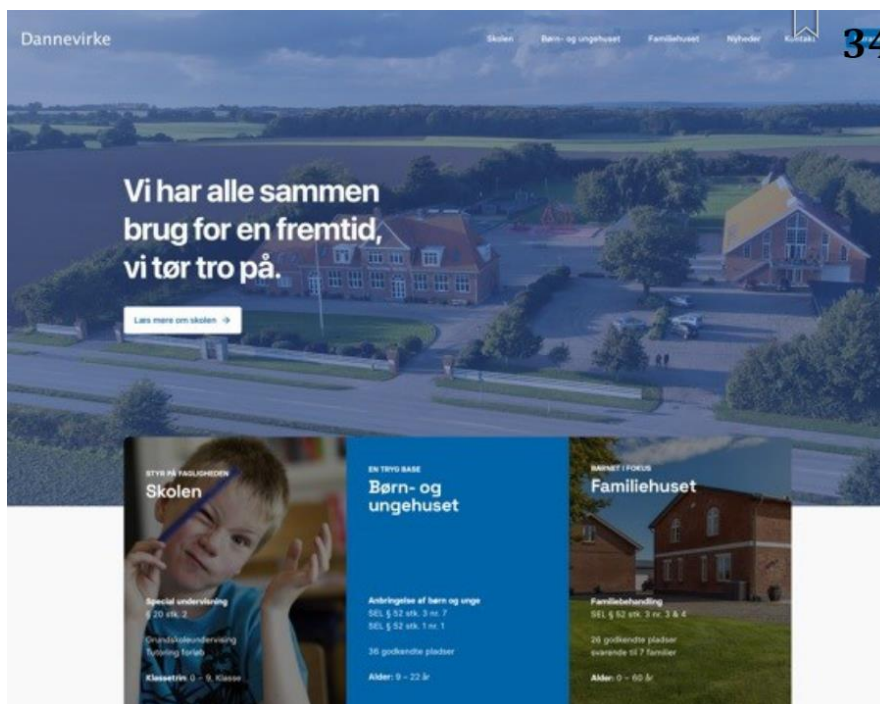 Dannevirke
Skolen Børn- og ungehuset Familiehuset Nyheder Kontakt
34
Vi har alle sammen
brug for en fremtid,
vi tør tro på.
Læs mere om skolen →
STYR PÅ FAGLIGHEDEN
Skolen
Special undervisning
§ 20 stk. 2
Grundskoleundervisning
Tutoring forløb
Klassetrin: 0 – 9. Klasse
EN TRYG BASE
Børn- og
ungehuset
Anbringelse af børn og unge
SEL § 52 stk. 3 nr. 7
SEL § 52 stk. 1 nr. 1
36 godkendte pladser
Alder: 9 – 22 år
BARNET I FOKUS
Familiehuset
Familiebehandling
SEL § 52 stk. 3 nr. 3 & 4
26 godkendte pladser
svarende til 7 familier
Alder: 0 – 60 år